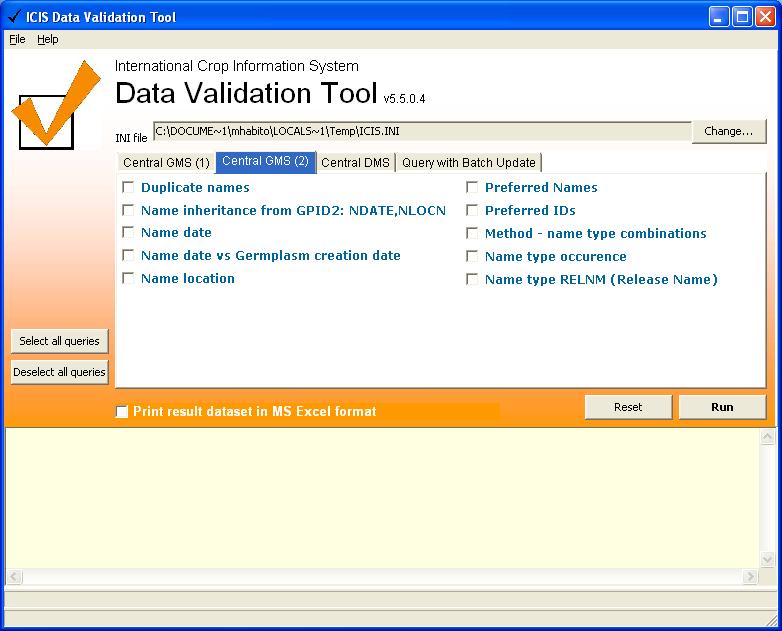 ICIS Data Validation Tool
File Help
International Crop Information System
Data Validation Tool v5.5.0.4
INI file C:\DOCUME~1\mhabito\LOCALS~1\Temp\ICIS.INI Change...
Central GMS (1) Central GMS (2) Central DMS Query with Batch Update
Duplicate names Preferred Names
Name inheritance from GPID2: NDATE,NLOCN Preferred IDs
Name date Method - name type combinations
Name date vs Germplasm creation date Name type occurence
Name location Name type RELNM (Release Name)
Select all queries
Deselect all queries
Print result dataset in MS Excel format Reset Run